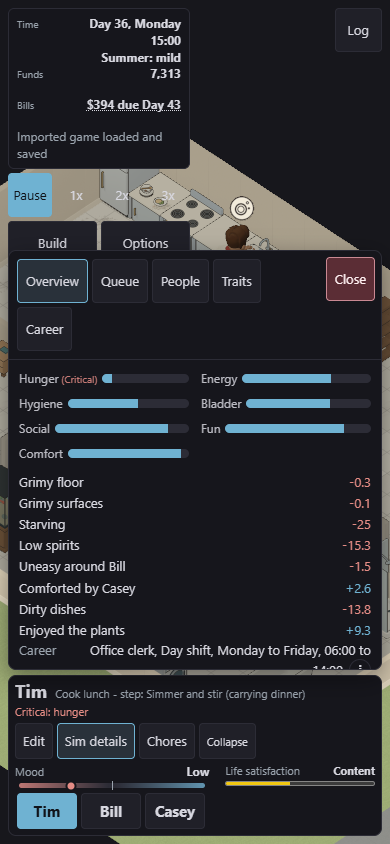 Time
Day 36, Monday
15:00
Summer: mild
Funds
7,313
Bills
$394 due Day 43
Imported game loaded and
saved
Log
Pause
1x
2x
3x
Build
Options
Overview
Queue
People
Traits
Close
Career
Hunger (Critical)
Energy
Hygiene
Bladder
Social
Fun
Comfort
Grimy floor
-0.3
Grimy surfaces
-0.1
Starving
-25
Low spirits
-15.3
Uneasy around Bill
-1.5
Comforted by Casey
+2.6
Dirty dishes
-13.8
Enjoyed the plants
+9.3
Career
Office clerk, Day shift, Monday to Friday, 06:00 to
14:00
Tim
Cook lunch - step: Simmer and stir (carrying dinner)
Critical: hunger
Edit
Sim details
Chores
Collapse
Mood
Low
Life satisfaction
Content
Tim
Bill
Casey